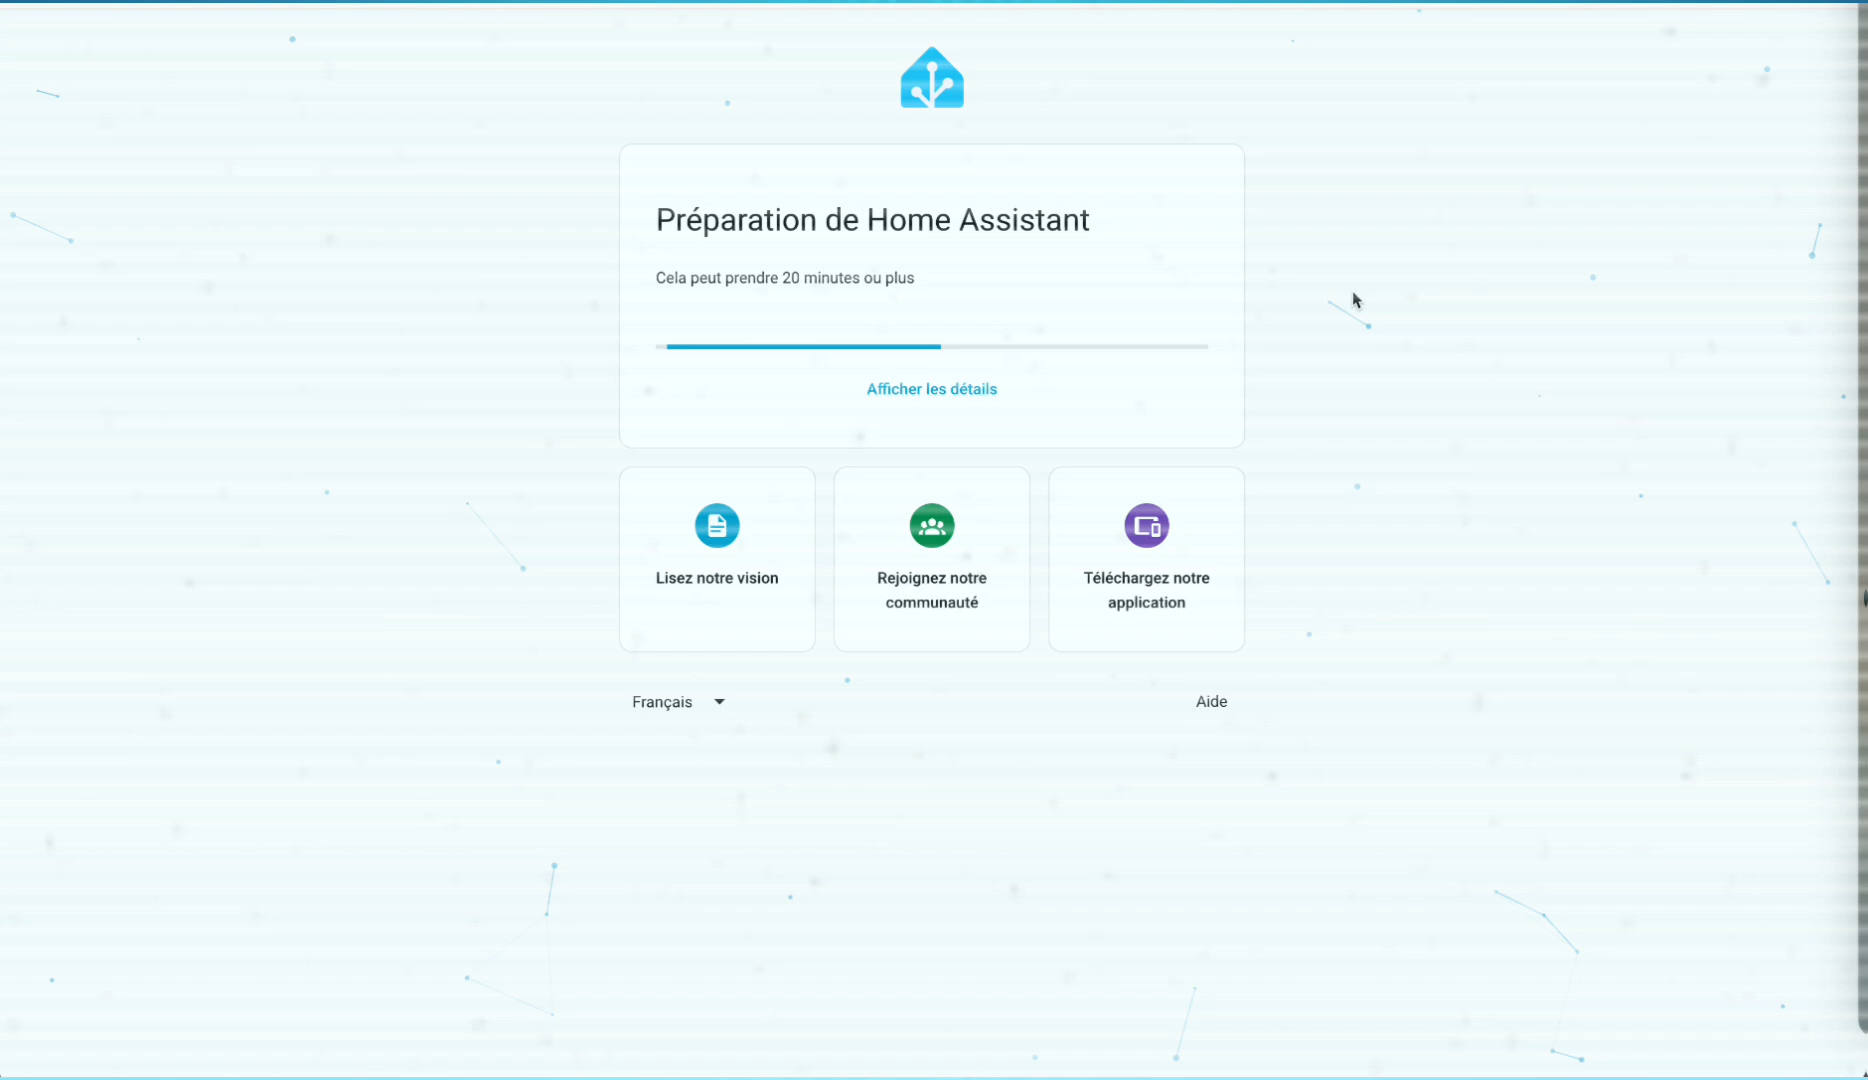 Préparation de Home Assistant
Cela peut prendre 20 minutes ou plus
Afficher les détails
Lisez notre vision
Rejoignez notre
communauté
Téléchargez notre
application
Français
Aide